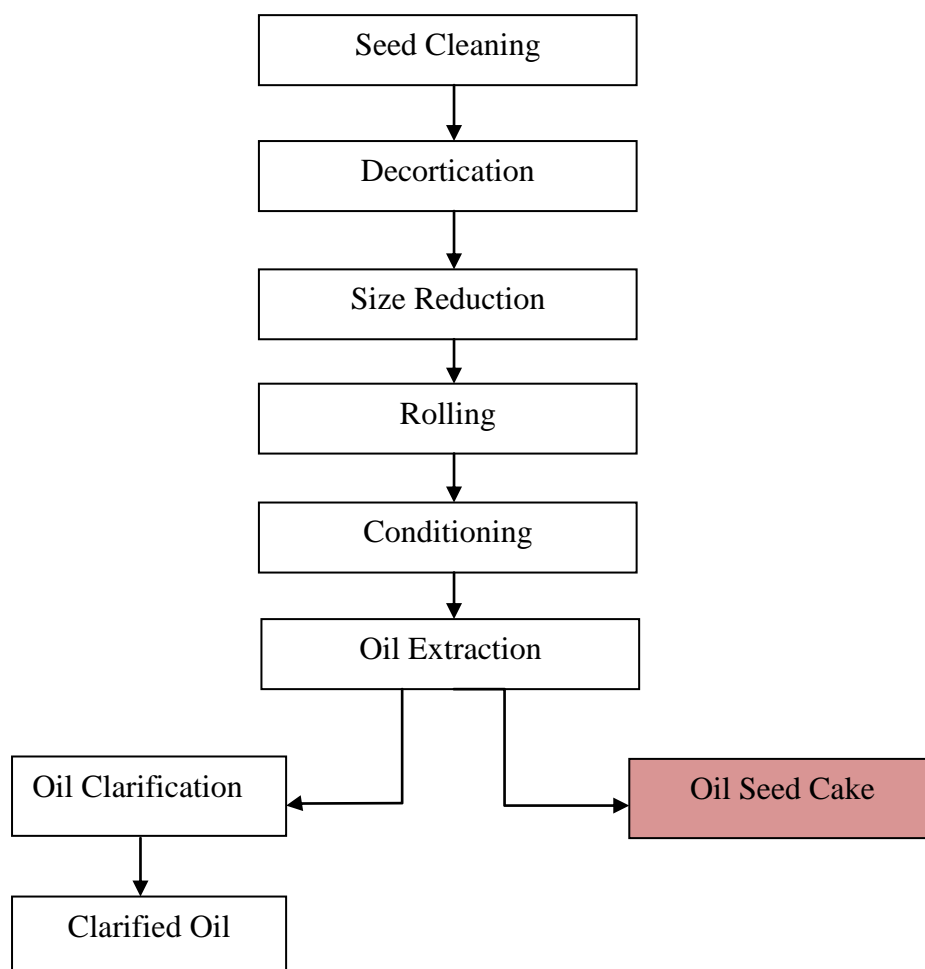 Seed Cleaning
Decortication
Size Reduction
Rolling
Conditioning
Oil Extraction
Oil Clarification
Oil Seed Cake
Clarified Oil